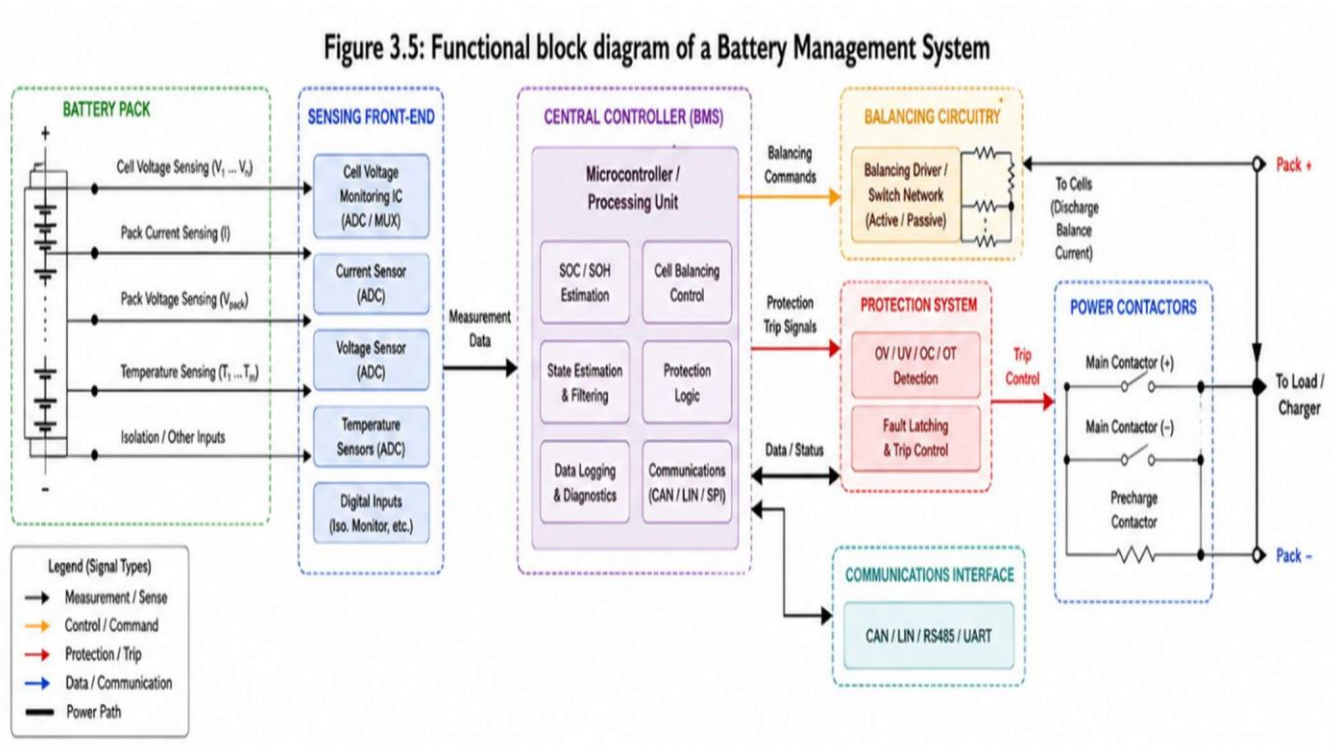 Figure 3.5: Functional block diagram of a Battery Management System
BATTERY PACK
+
Cell Voltage Sensing (V₁ ... Vₙ)
Pack Current Sensing (I)
Pack Voltage Sensing (Vpack)
Temperature Sensing (T₁ ... Tₘ)
Isolation / Other Inputs
–
SENSING FRONT-END
Cell Voltage
Monitoring IC
(ADC / MUX)
Current Sensor
(ADC)
Voltage Sensor
(ADC)
Temperature
Sensors (ADC)
Digital Inputs
(Iso. Monitor, etc.)
Measurement
Data
CENTRAL CONTROLLER (BMS)
Microcontroller /
Processing Unit
SOC / SOH
Estimation
Cell Balancing
Control
State Estimation
& Filtering
Protection
Logic
Data Logging
& Diagnostics
Communications
(CAN / LIN / SPI)
Balancing
Commands
Protection
Trip Signals
Data / Status
BALANCING CIRCUITRY
Balancing Driver /
Switch Network
(Active / Passive)
To Cells
(Discharge
Balance
Current)
PROTECTION SYSTEM
OV / UV / OC / OT
Detection
Fault Latching
& Trip Control
Trip
Control
POWER CONTACTORS
Main Contactor (+)
Main Contactor (–)
Precharge
Contactor
Pack +
To Load /
Charger
Pack –
COMMUNICATIONS INTERFACE
CAN / LIN / RS485 / UART
Legend (Signal Types)
Measurement / Sense
Control / Command
Protection / Trip
Data / Communication
Power Path